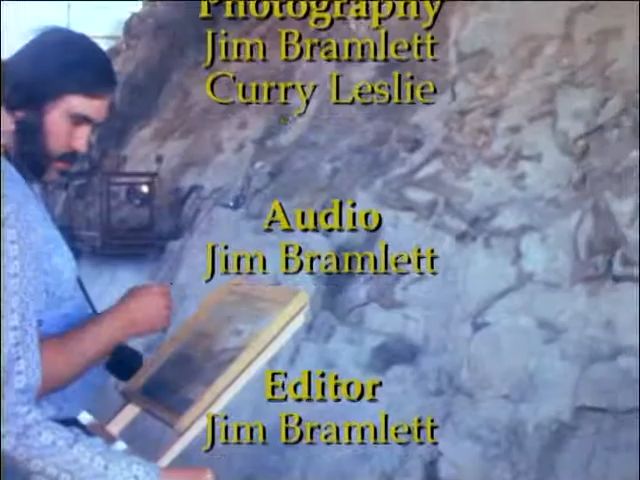 Photography
Jim Bramlett
Curry Leslie
Audio
Jim Bramlett
Editor
Jim Bramlett